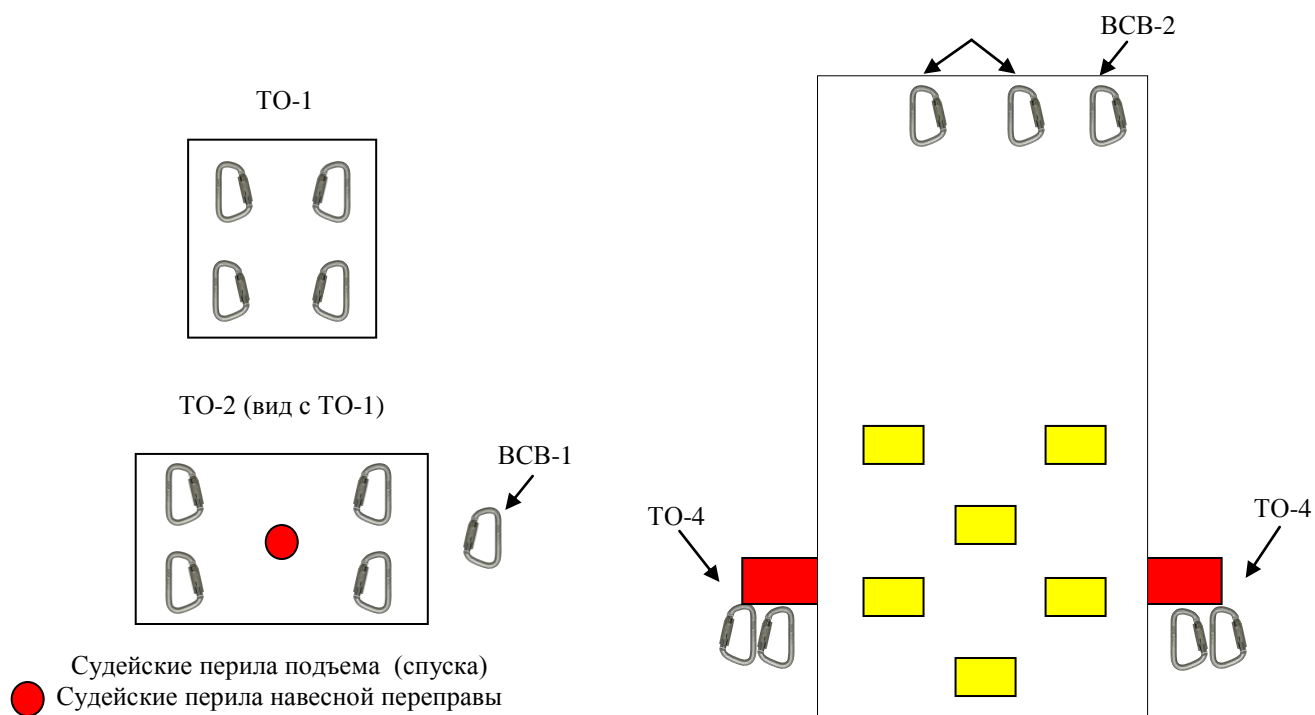 ВСВ-2
ТО-1
ТО-2 (вид с ТО-1)
ВСВ-1
ТО-4
ТО-4
Судейские перила подъема (спуска)
Судейские перила навесной переправы